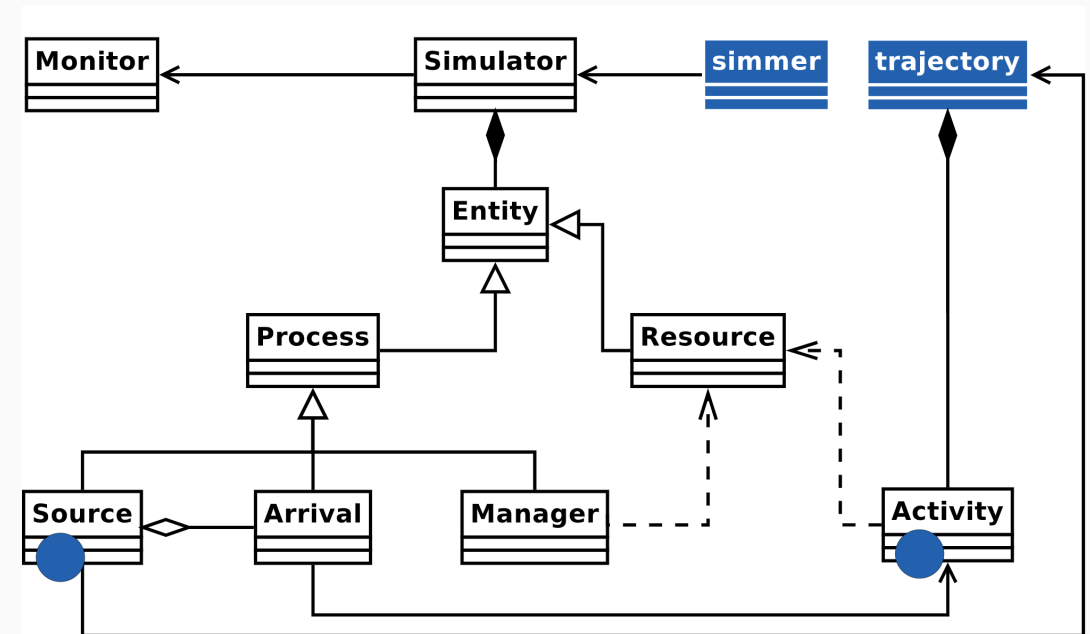 Monitor
Simulator
simmer
trajectory
Entity
Process
Resource
Source
Arrival
Manager
Activity